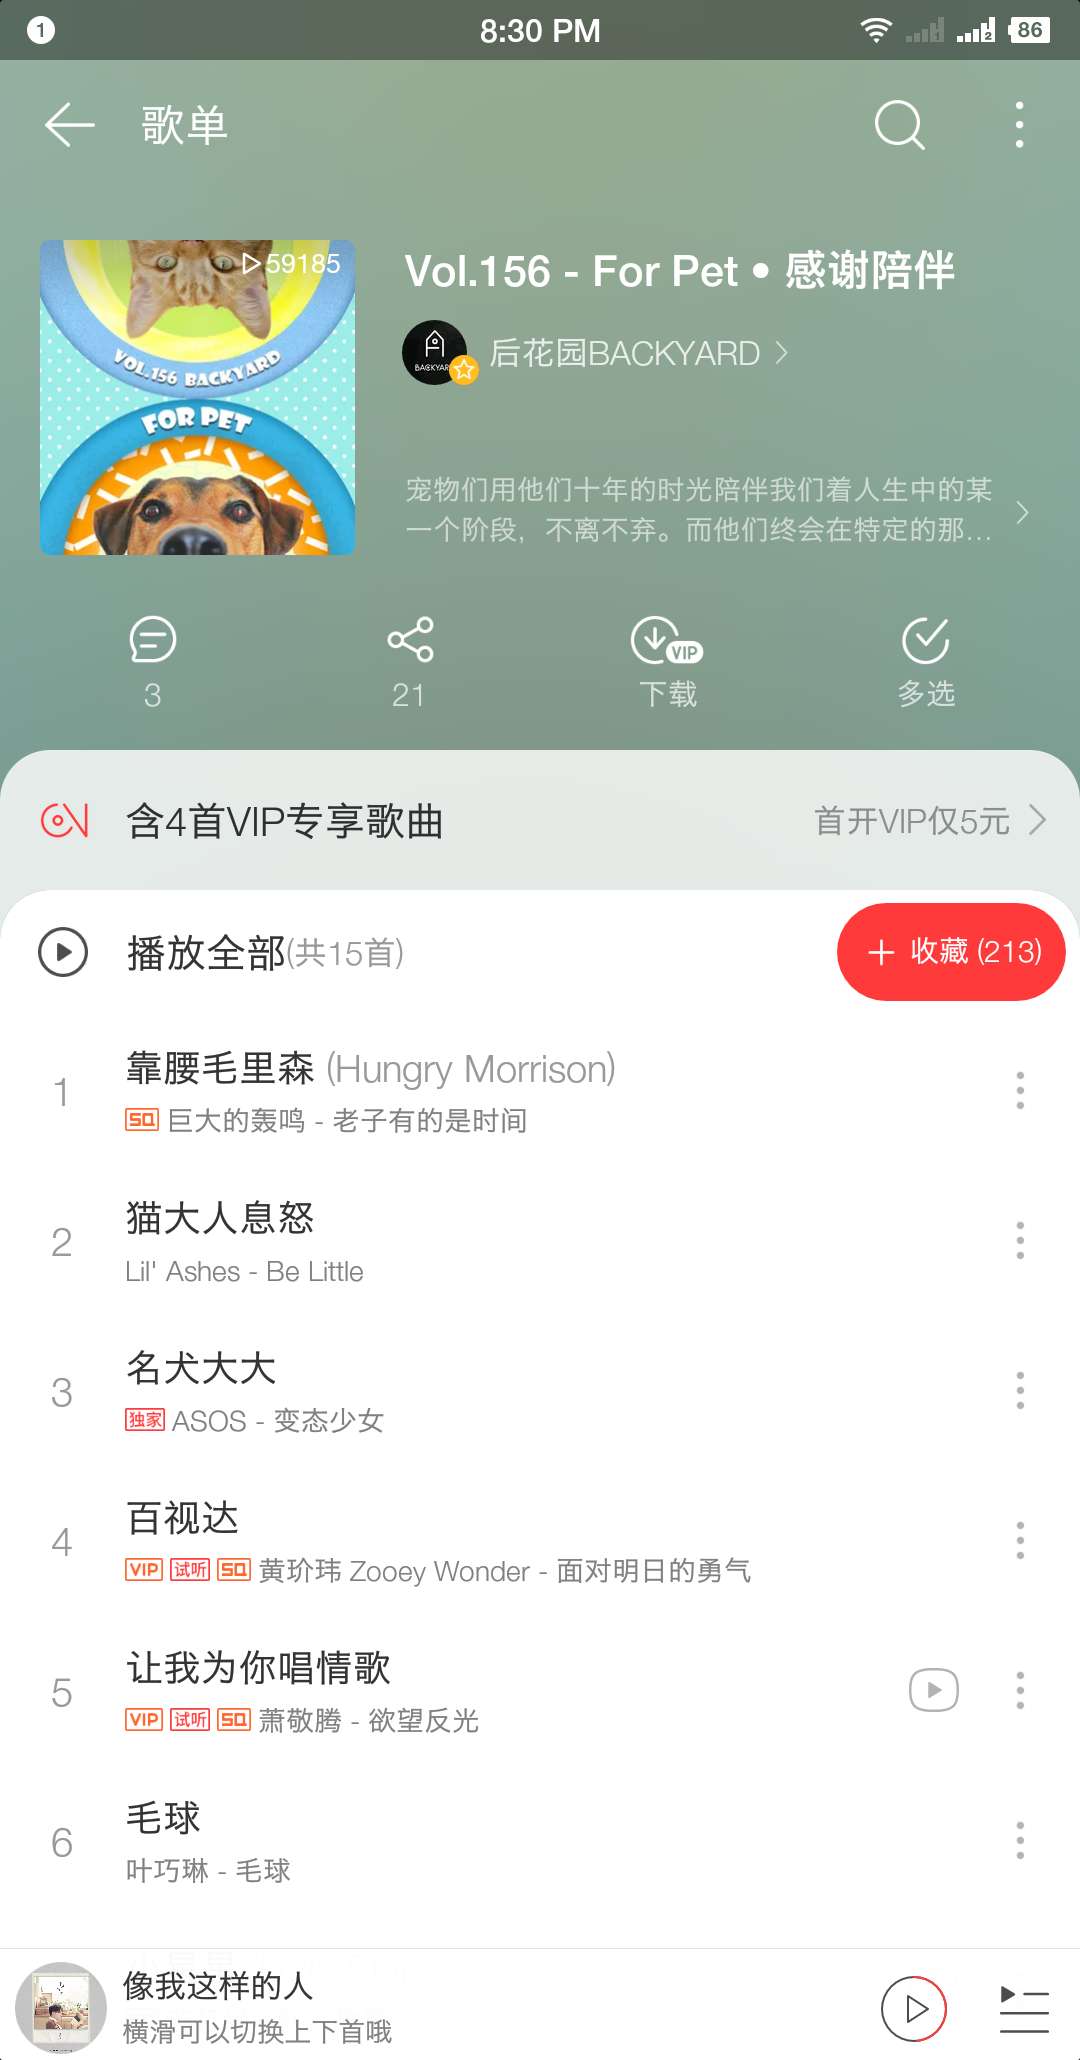 1
8:30 PM
1
2
86
歌单
59185
VOL.156 BACKYARD
FOR PET
Vol.156 - For Pet • 感谢陪伴
BACKYAR
后花园BACKYARD
宠物们用他们十年的时光陪伴我们着人生中的某
一个阶段，不离不弃。而他们终会在特定的那...
3
21
VIP
下载
多选
含4首VIP专享歌曲
首开VIP仅5元
播放全部(共15首)
+ 收藏 (213)
1
靠腰毛里森 (Hungry Morrison)
SQ 巨大的轰鸣 - 老子有的是时间
2
猫大人息怒
Lil' Ashes - Be Little
3
名犬大大
独家 ASOS - 变态少女
4
百视达
VIP 试听 SQ 黄玠玮 Zooey Wonder - 面对明日的勇气
5
让我为你唱情歌
VIP 试听 SQ 萧敬腾 - 欲望反光
6
毛球
叶巧琳 - 毛球
像我这样的人
横滑可以切换上下首哦